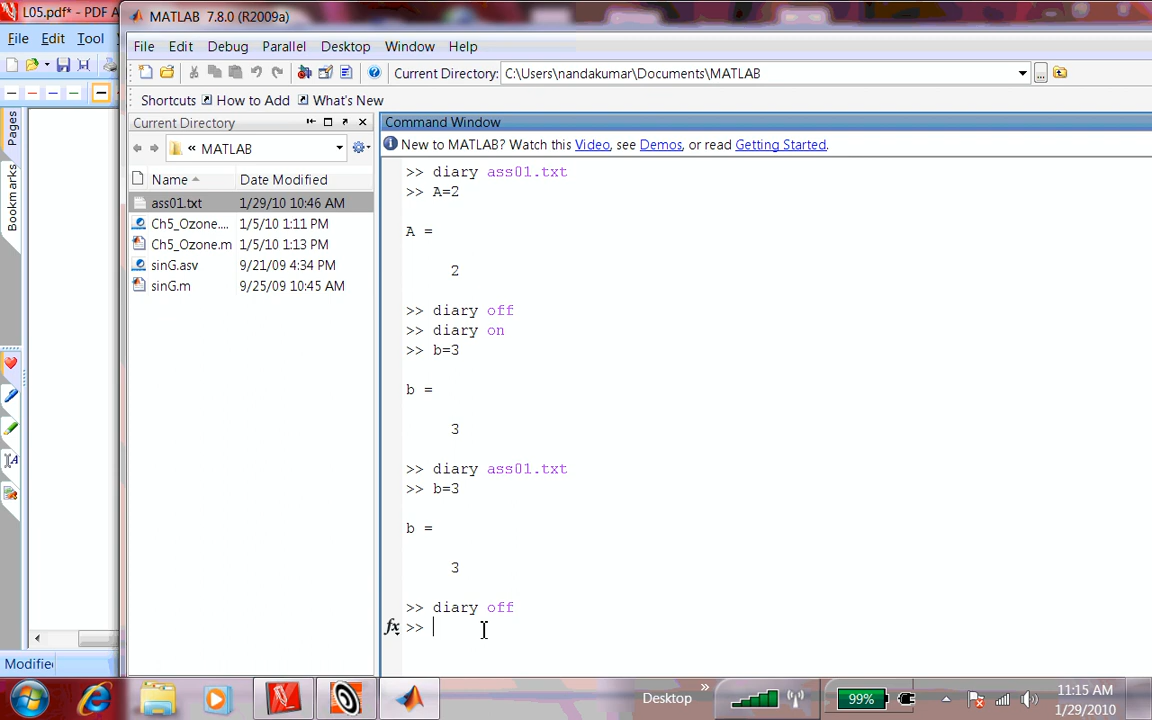 L05.pdf* - PDF A
MATLAB 7.8.0 (R2009a)
File Edit Tool
File Edit Debug Parallel Desktop Window Help
Current Directory: C:\Users\nandakumar\Documents\MATLAB
Shortcuts How to Add What's New
Pages
Bookmarks
Current Directory
« MATLAB
Name Date Modified
ass01.txt 1/29/10 10:46 AM
Ch5_Ozone.... 1/5/10 1:11 PM
Ch5_Ozone.m 1/5/10 1:13 PM
sinG.asv 9/21/09 4:34 PM
sinG.m 9/25/09 10:45 AM
Command Window
New to MATLAB? Watch this Video, see Demos, or read Getting Started.
>> diary ass01.txt
>> A=2
A =
2
>> diary off
>> diary on
>> b=3
b =
3
>> diary ass01.txt
>> b=3
b =
3
>> diary off
fx >>
Modified
Desktop »
99%
11:15 AM
1/29/2010